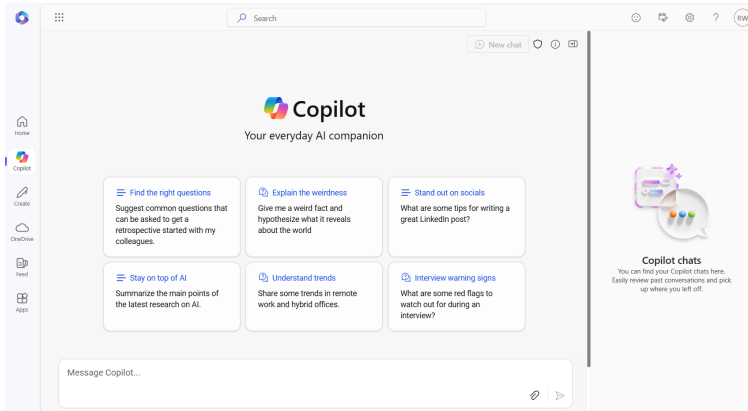 Search
RW
New chat
Home
Copilot
Create
OneDrive
Feed
Apps
Copilot
Your everyday AI companion
Find the right questions
Suggest common questions that
can be asked to get a
retrospective started with my
colleagues.
Explain the weirdness
Give me a weird fact and
hypothesize what it reveals
about the world
Stand out on socials
What are some tips for writing a
great LinkedIn post?
Stay on top of AI
Summarize the main points of
the latest research on AI.
Understand trends
Share some trends in remote
work and hybrid offices.
Interview warning signs
What are some red flags to
watch out for during an
interview?
Message Copilot...
Copilot chats
You can find your Copilot chats here.
Easily review past conversations and pick
up where you left off.